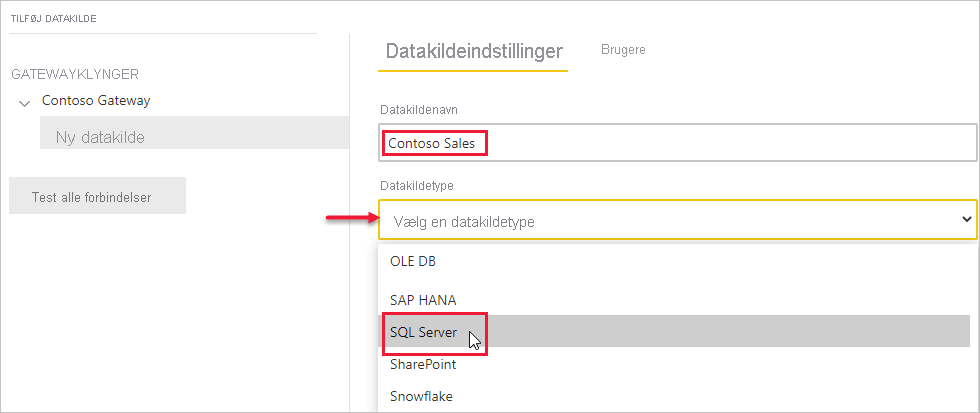 TILFØJ DATAKILDE
GATEWAYKLYNGER
Contoso Gateway
Ny datakilde
Test alle forbindelser
Datakildeindstillinger
Brugere
Datakildenavn
Contoso Sales
Datakildetype
Vælg en datakildetype
OLE DB
SAP HANA
SQL Server
SharePoint
Snowflake